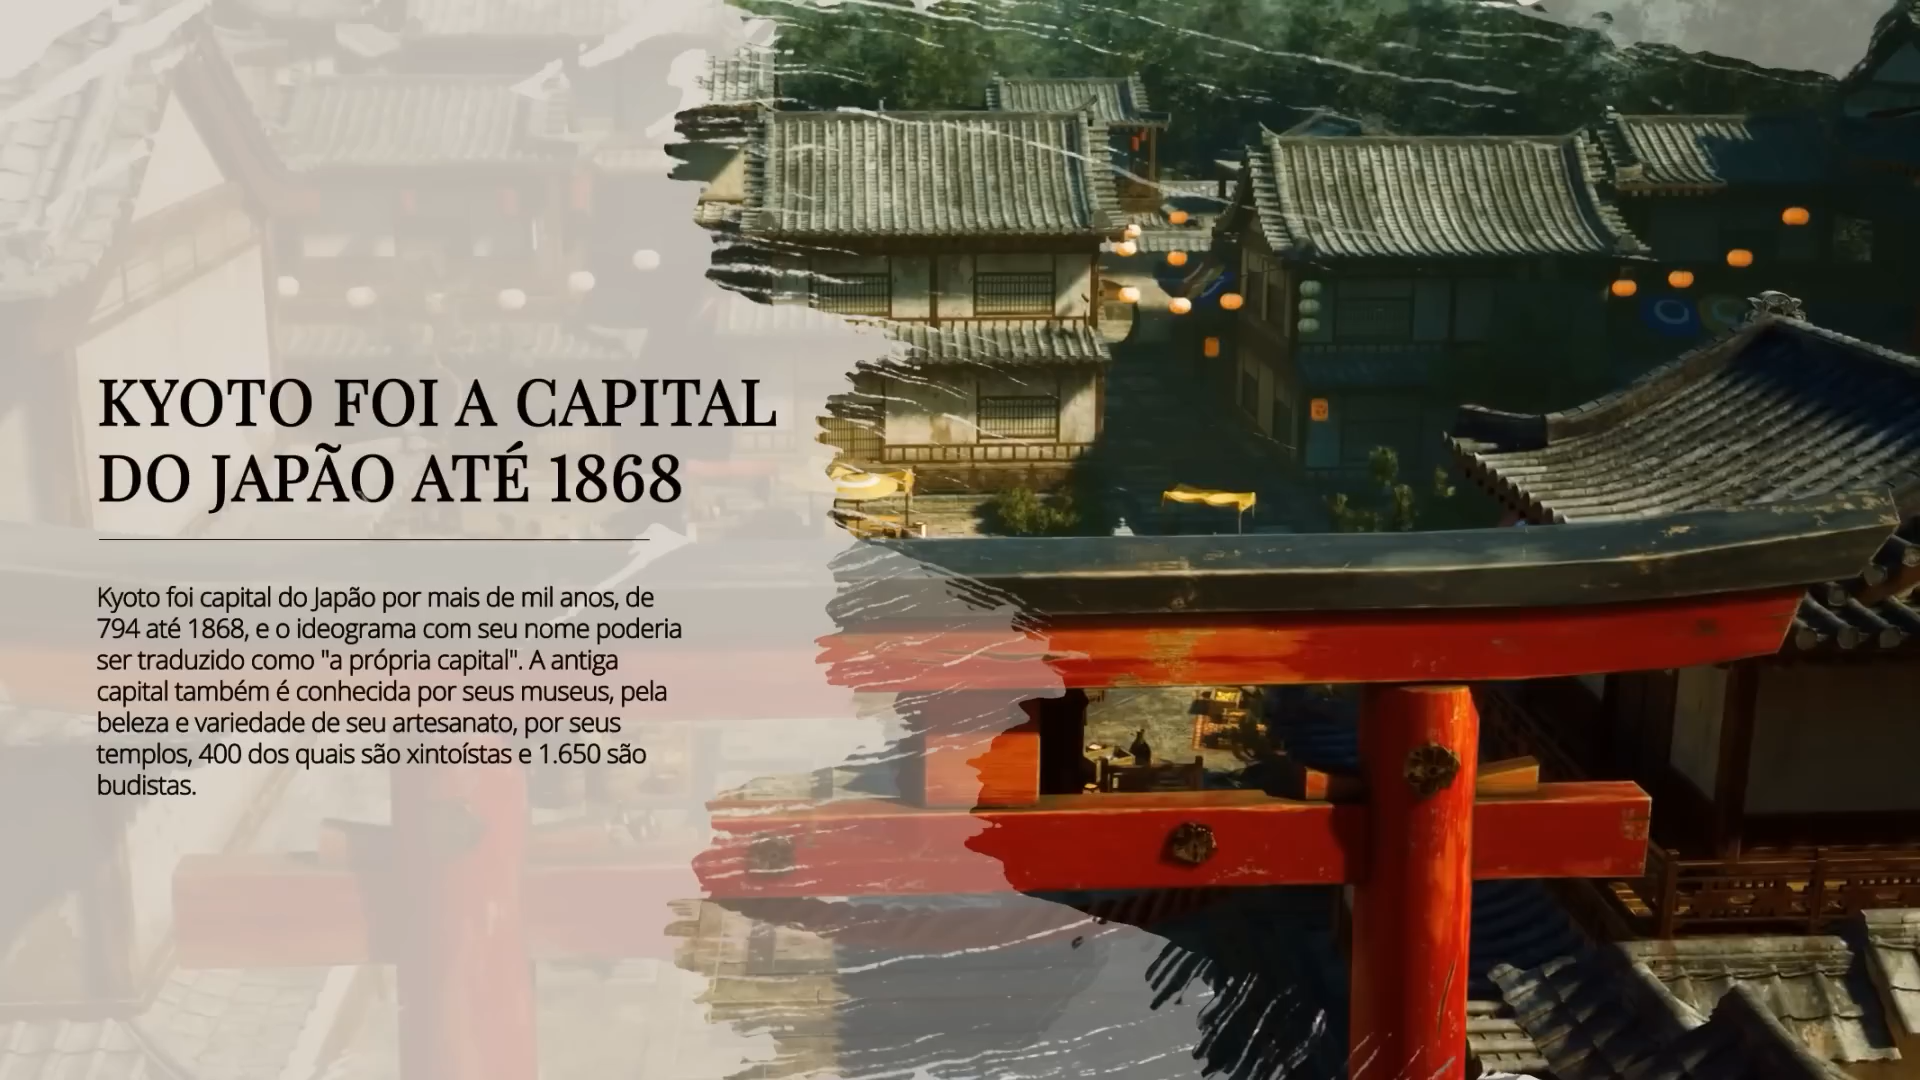 KYOTO FOI A CAPITAL
DO JAPÃO ATÉ 1868
Kyoto foi capital do Japão por mais de mil anos, de
794 até 1868, e o ideograma com seu nome poderia
ser traduzido como "a própria capital". A antiga
capital também é conhecida por seus museus, pela
beleza e variedade de seu artesanato, por seus
templos, 400 dos quais são xintoístas e 1.650 são
budistas.